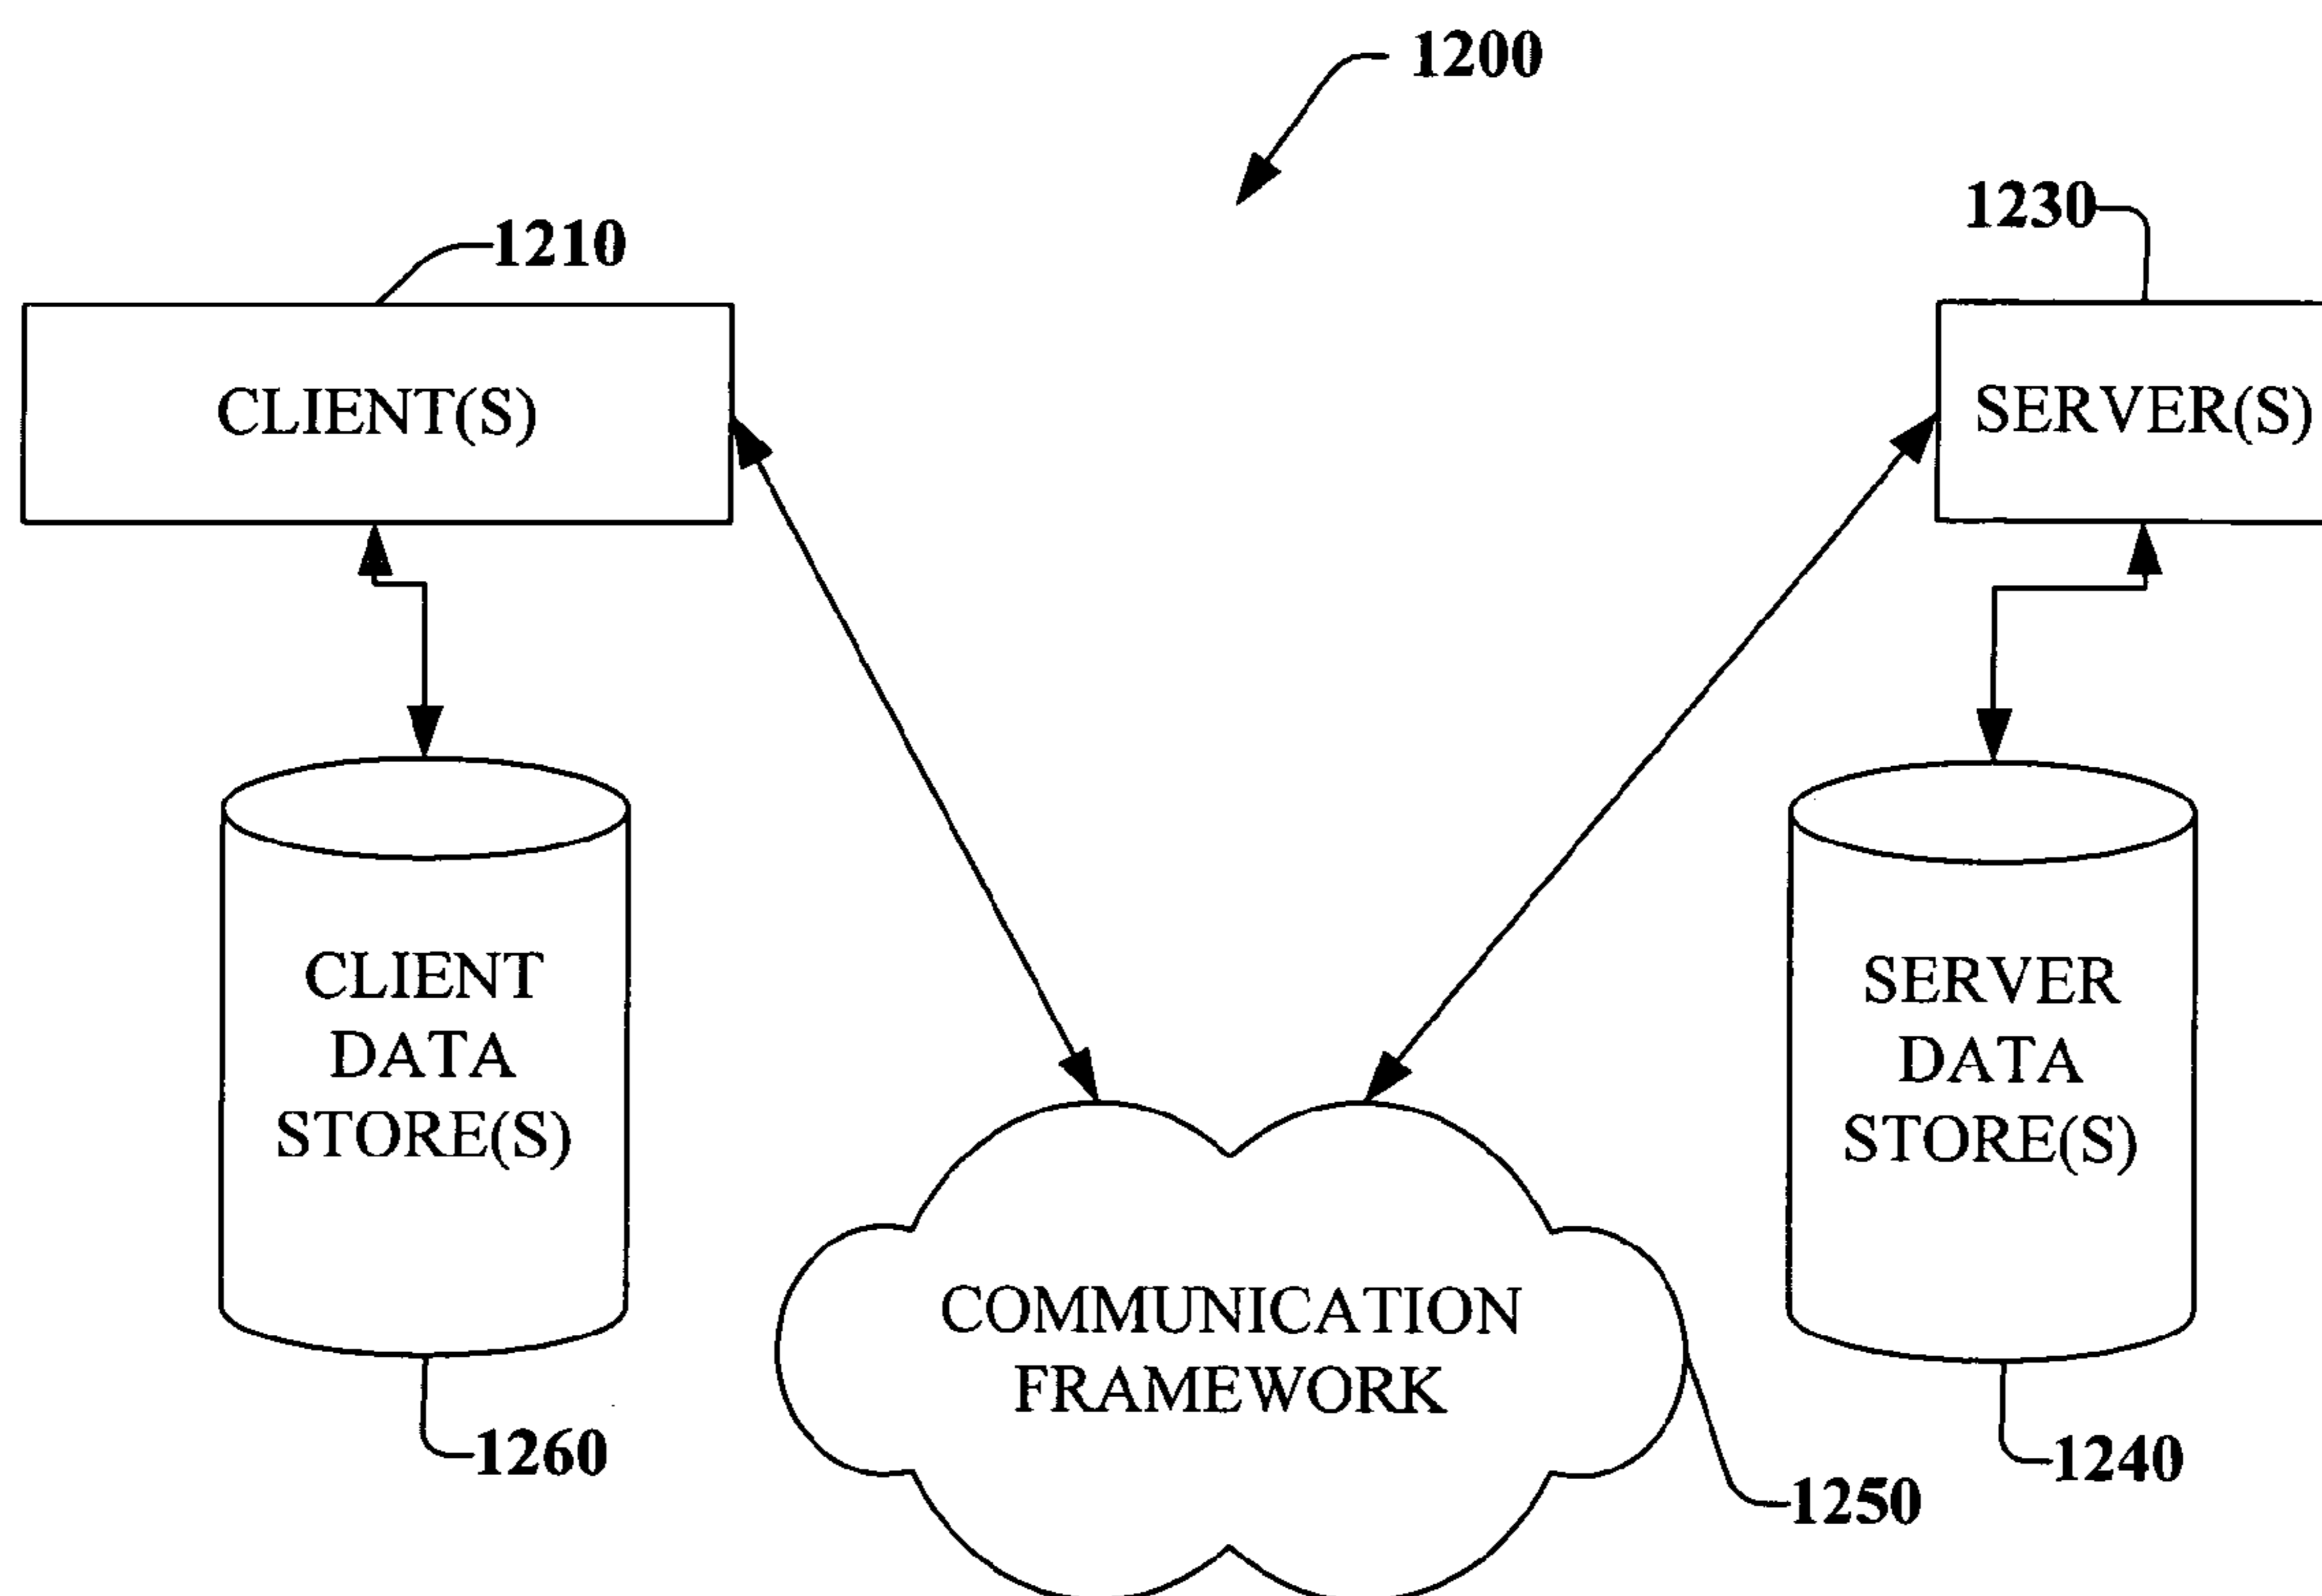 1200
1210
1230
CLIENT(S)
SERVER(S)
CLIENT
DATA
STORE(S)
SERVER
DATA
STORE(S)
COMMUNICATION
FRAMEWORK
1260
1240
1250